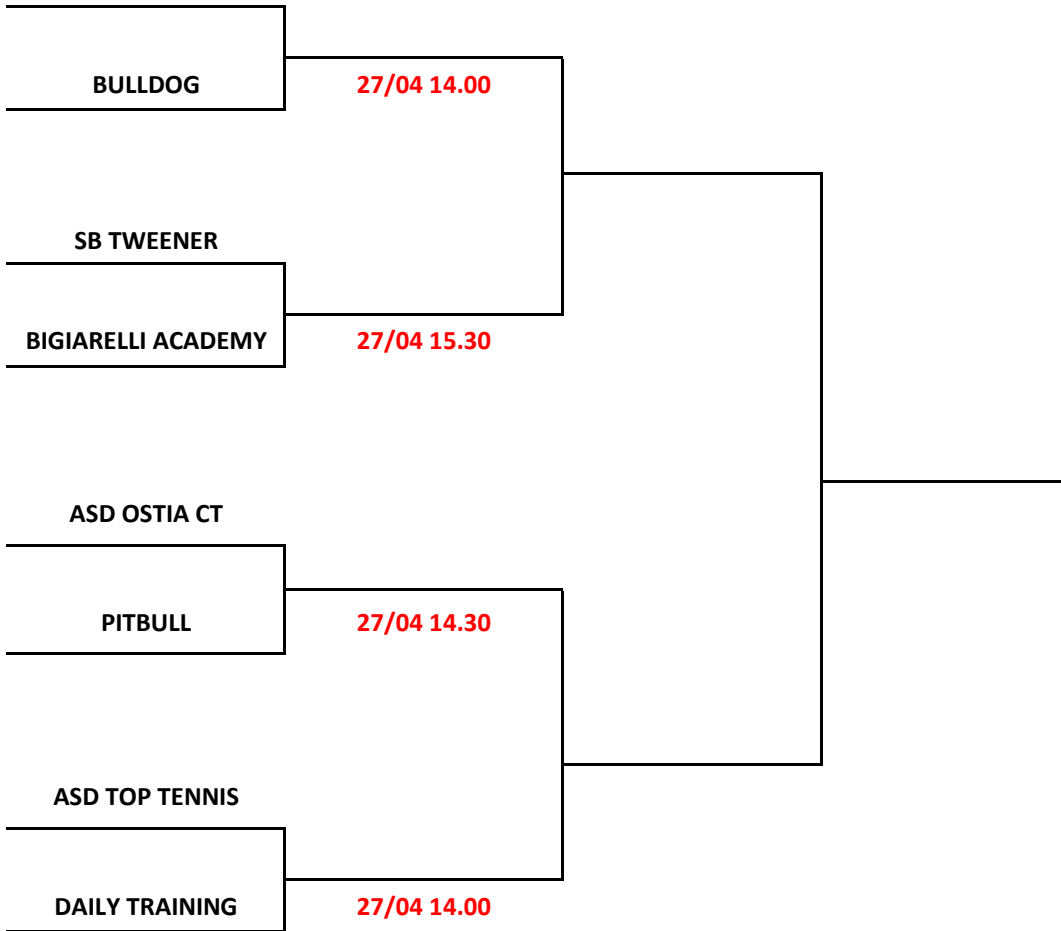 BULLDOG
27/04 14.00
SB TWEENER
BIGIARELLI ACADEMY
27/04 15.30
ASD OSTIA CT
PITBULL
27/04 14.30
ASD TOP TENNIS
DAILY TRAINING
27/04 14.00